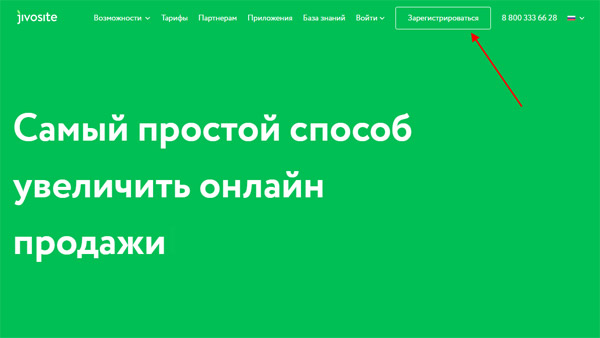 jivosite Возможности Тарифы Партнерам Приложения База знаний Войти Зарегистрироваться 8 800 333 66 28
Самый простой способ
увеличить онлайн
продажи